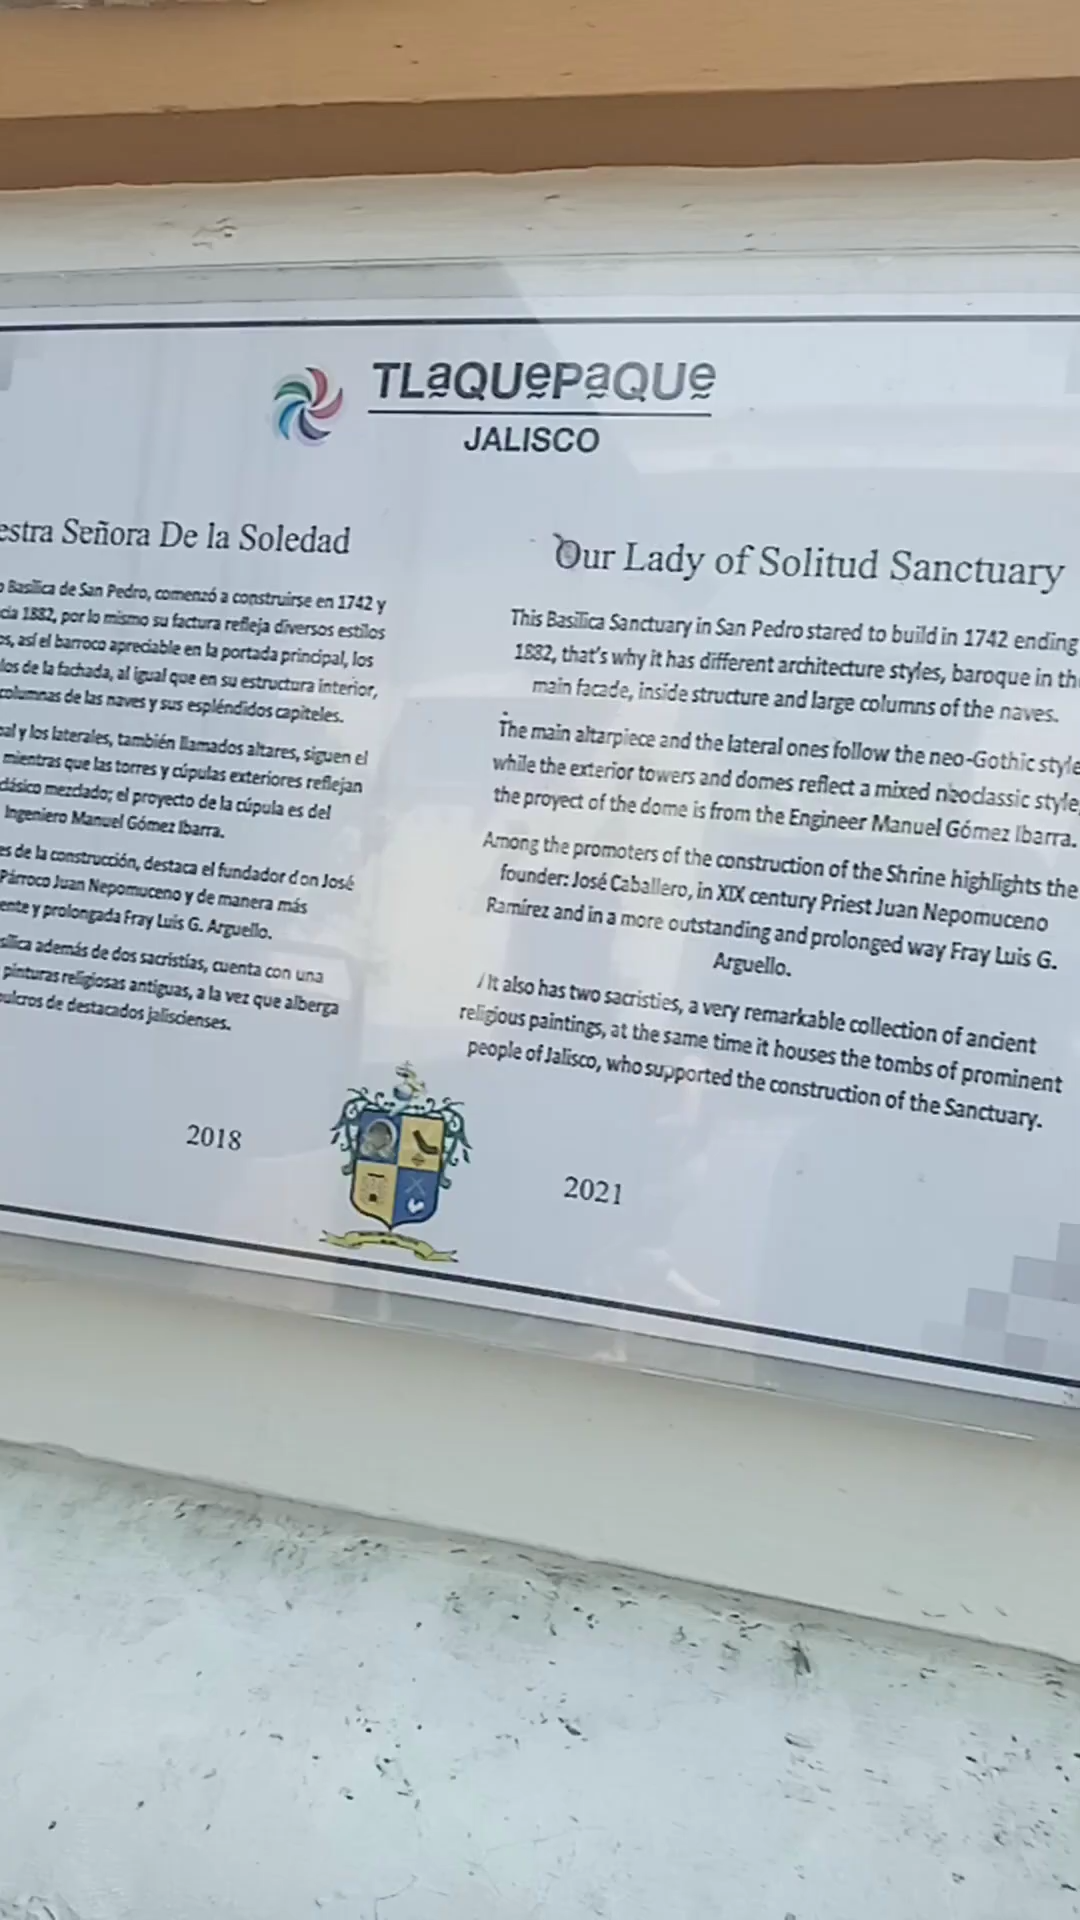 TLaQUePaQUe
JALISCO
estra Señora De la Soledad
Basílica de San Pedro, comenzó a construirse en 1742 y
cia 1882, por lo mismo su factura refleja diversos estilos
os, así el barroco apreciable en la portada principal, los
los de la fachada, al igual que en su estructura interior,
columnas de las naves y sus espléndidos capiteles.
pal y los laterales, también llamados altares, siguen el
mientras que las torres y cúpulas exteriores reflejan
clásico mezclado; el proyecto de la cúpula es del
Ingeniero Manuel Gómez Ibarra.
es de la construcción, destaca el fundador don José
Párroco Juan Nepomuceno y de manera más
ente y prolongada Fray Luis G. Arguello.
sílica además de dos sacristías, cuenta con una
pinturas religiosas antiguas, a la vez que alberga
pulcros de destacados jaliscienses.
2018
Our Lady of Solitud Sanctuary
This Basilica Sanctuary in San Pedro stared to build in 1742 ending
1882, that's why it has different architecture styles, baroque in the
main facade, inside structure and large columns of the naves.
The main altarpiece and the lateral ones follow the neo-Gothic style
while the exterior towers and domes reflect a mixed neoclassic style,
the proyect of the dome is from the Engineer Manuel Gómez Ibarra.
Among the promoters of the construction of the Shrine highlights the
founder: José Caballero, in XIX century Priest Juan Nepomuceno
Ramírez and in a more outstanding and prolonged way Fray Luis G.
Arguello.
/ It also has two sacristies, a very remarkable collection of ancient
religious paintings, at the same time it houses the tombs of prominent
people of Jalisco, who supported the construction of the Sanctuary.
2021